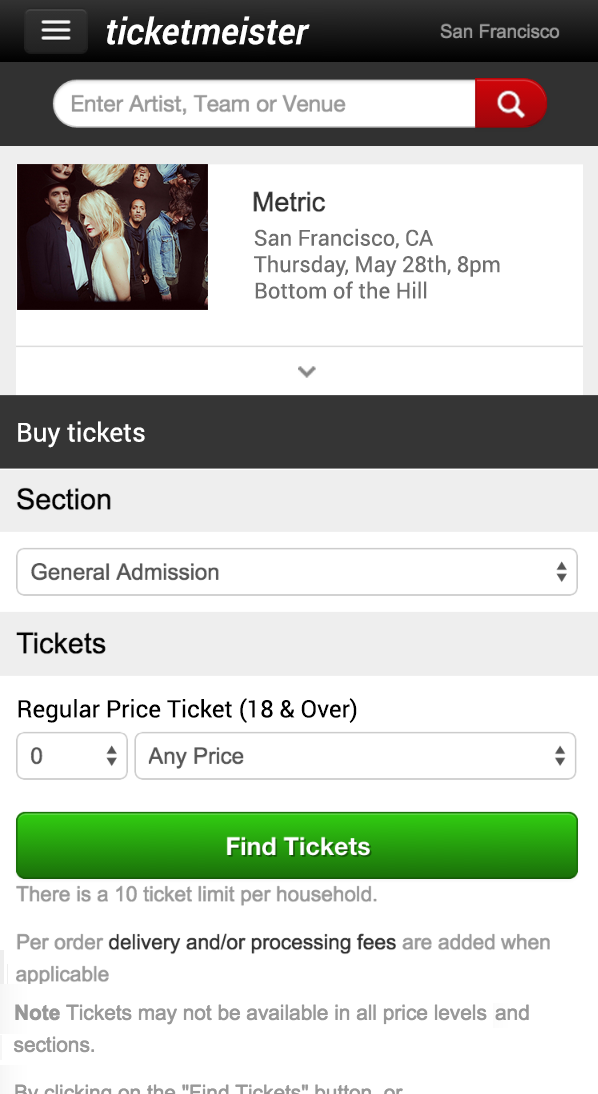 ticketmeister
San Francisco
Enter Artist, Team or Venue
Metric
San Francisco, CA
Thursday, May 28th, 8pm
Bottom of the Hill
Buy tickets
Section
General Admission
Tickets
Regular Price Ticket (18 & Over)
0
Any Price
Find Tickets
There is a 10 ticket limit per household.
Per order delivery and/or processing fees are added when
applicable
Note Tickets may not be available in all price levels and
sections.
By clicking on the "Find Tickets" button, or